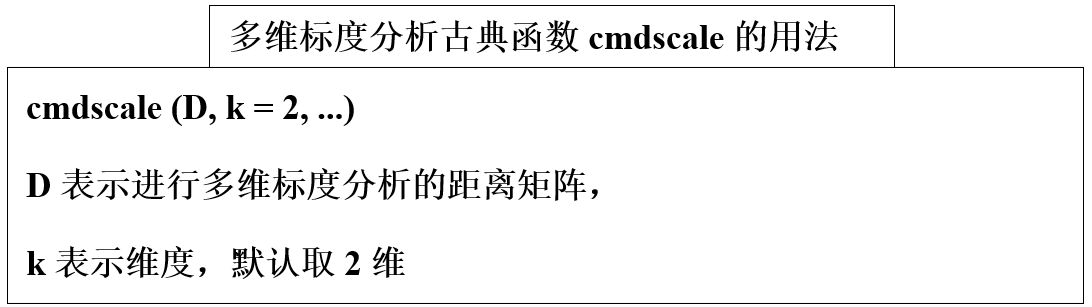 多维标度分析古典函数 cmdscale 的用法
cmdscale (D, k = 2, ...)
D 表示进行多维标度分析的距离矩阵，
k 表示维度，默认取 2 维